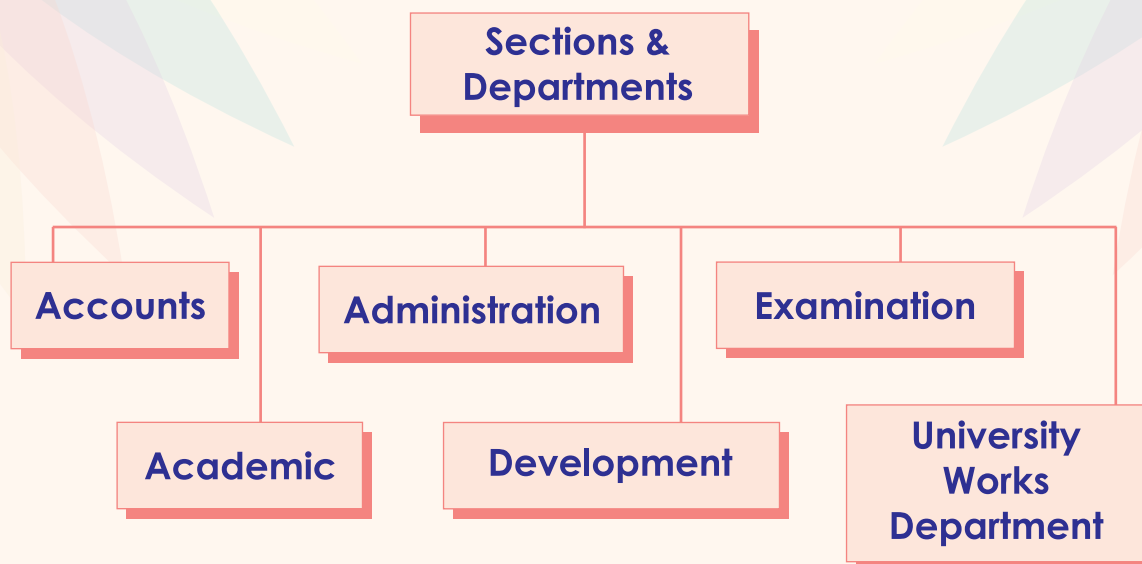 Sections &
Departments
Accounts
Administration
Examination
Academic
Development
University
Works
Department